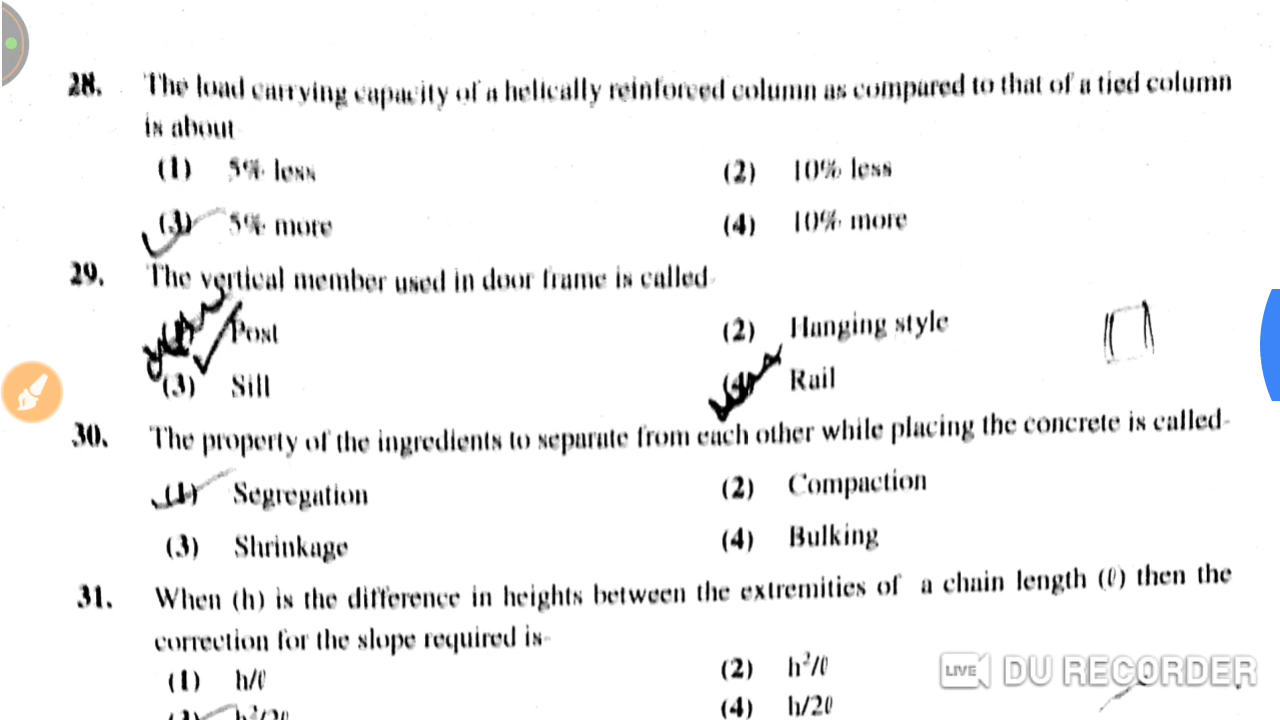 28. The load carrying capacity of a helically reinforced column as compared to that of a tied column
is about
(1) 5% less (2) 10% less
(3) 5% more (4) 10% more
29. The vertical member used in door frame is called-
Post (2) Hanging style
(3) Sill (4) Rail
30. The property of the ingredients to separate from each other while placing the concrete is called-
(1) Segregation (2) Compaction
(3) Shrinkage (4) Bulking
31. When (h) is the difference in heights between the extremities of a chain length (ℓ) then the
correction for the slope required is-
(1) h/ℓ (2) h²/ℓ
LIVE DU RECORDER
(3) h²/2ℓ (4) h/2ℓ